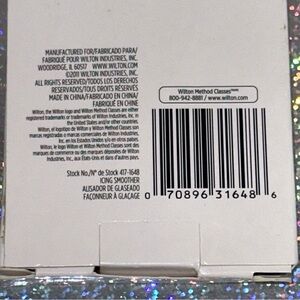 MANUFACTURED FOR/FABRICADO PARA/
FABRIQUÉ POUR WILTON INDUSTRIES, INC.
WOODRIDGE, IL 60517 WWW.WILTON.COM
©2011 WILTON INDUSTRIES, INC.
ALL RIGHTS RESERVED/TODOS LOS DERECHOS
RESERVADOS/TOUS DROITS RÉSERVÉS
MADE IN CHINA/FABRICADO EN CHINA/
FABRIQUÉ EN CHINE
Wilton, the Wilton logo and Wilton Method Classes are
either registered trademarks of Wilton Industries, Inc. in
the United States and/or other countries.
Wilton, el logotipo de Wilton y Wilton Method Classes son
marcas registradas o marcas comerciales de Wilton
Industries, Inc. en los EE.UU. y/o en otros países.
Wilton, le logo Wilton et Wilton Method Classes sont des
marques de commerce ou des marques déposées de Wilton
Industries, Inc. aux États-Unis et dans d'autres pays.
Stock No./N° de Stock 417-1648
ICING SMOOTHER
ALISADOR DE GLASEADO
FAÇONNEUR À GLAÇAGE
Wilton Method Classes
800-942-8881 / www.wilton.com
0 70896 31648 6